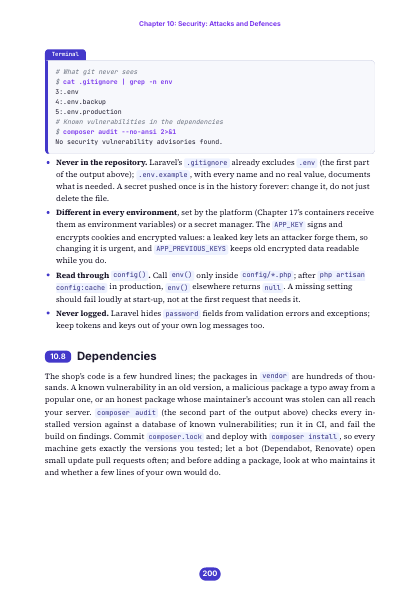 Chapter 10: Security: Attacks and Defences
Terminal
# What git never sees
$ cat .gitignore | grep -n env
3:.env
4:.env.backup
5:.env.production
# Known vulnerabilities in the dependencies
$ composer audit --no-ansi 2>&1
No security vulnerability advisories found.
• Never in the repository. Laravel's .gitignore already excludes .env (the first part
of the output above); .env.example, with every name and no real value, documents
what is needed. A secret pushed once is in the history forever: change it, do not just
delete the file.
• Different in every environment, set by the platform (Chapter 17's containers receive
them as environment variables) or a secret manager. The APP_KEY signs and
encrypts cookies and encrypted values: a leaked key lets an attacker forge them, so
changing it is urgent, and APP_PREVIOUS_KEYS keeps old encrypted data readable
while you do.
• Read through config(). Call env() only inside config/*.php; after php artisan
config:cache in production, env() elsewhere returns null. A missing setting
should fail loudly at start-up, not at the first request that needs it.
• Never logged. Laravel hides password fields from validation errors and exceptions;
keep tokens and keys out of your own log messages too.
10.8 Dependencies
The shop's code is a few hundred lines; the packages in vendor are hundreds of thou-
sands. A known vulnerability in an old version, a malicious package a typo away from a
popular one, or an honest package whose maintainer's account was stolen can all reach
your server. composer audit (the second part of the output above) checks every in-
stalled version against a database of known vulnerabilities; run it in CI, and fail the
build on findings. Commit composer.lock and deploy with composer install, so every
machine gets exactly the versions you tested; let a bot (Dependabot, Renovate) open
small update pull requests often; and before adding a package, look at who maintains it
and whether a few lines of your own would do.
200